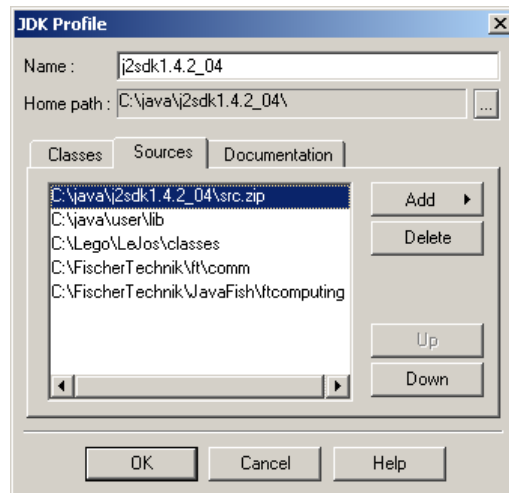 JDK Profile
Name : j2sdk1.4.2_04
Home path : C:\java\j2sdk1.4.2_04\ ...
Classes Sources Documentation
C:\java\j2sdk1.4.2_04\src.zip
C:\java\user\lib
C:\Lego\LeJos\classes
C:\FischerTechnik\ft\comm
C:\FischerTechnik\JavaFish\ftcomputing
Add
Delete
Up
Down
OK Cancel Help